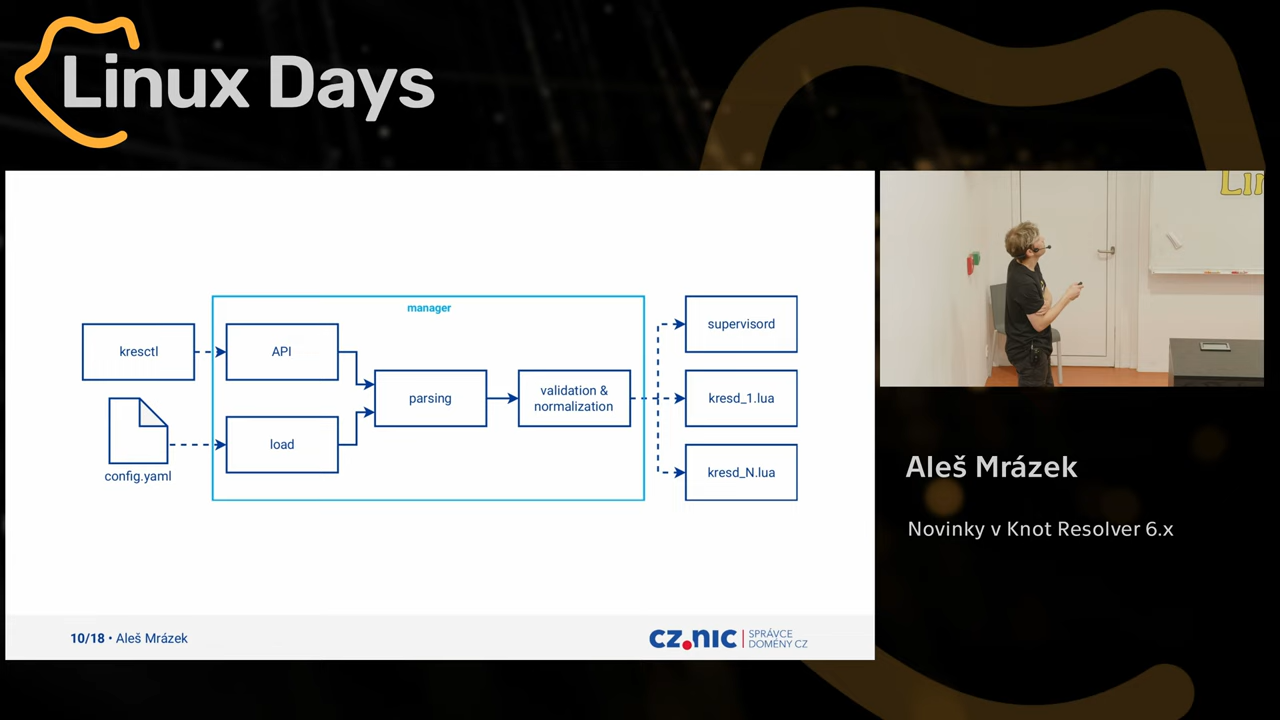 Linux Days
manager
kresctl
API
supervisord
parsing
validation &
normalization
kresd_1.lua
load
config.yaml
kresd_N.lua
10/18 • Aleš Mrázek
CZ.NIC
SPRÁVCE
DOMÉNY CZ
Lin
Aleš Mrázek
Novinky v Knot Resolver 6.x